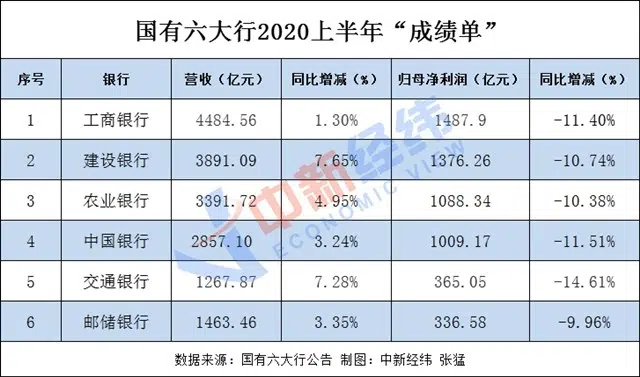 国有六大行2020上半年“成绩单”
序号 银行 营收（亿元） 同比增减（%） 归母净利润（亿元） 同比增减（%）
1 工商银行 4484.56 1.30% 1487.9 -11.40%
2 建设银行 3891.09 7.65% 1376.26 -10.74%
3 农业银行 3391.72 4.95% 1088.34 -10.38%
4 中国银行 2857.10 3.24% 1009.17 -11.51%
5 交通银行 1267.87 7.28% 365.05 -14.61%
6 邮储银行 1463.46 3.35% 336.58 -9.96%
数据来源：国有六大行公告 制图：中新经纬 张猛
中新经纬
ECONOMIC VIEW